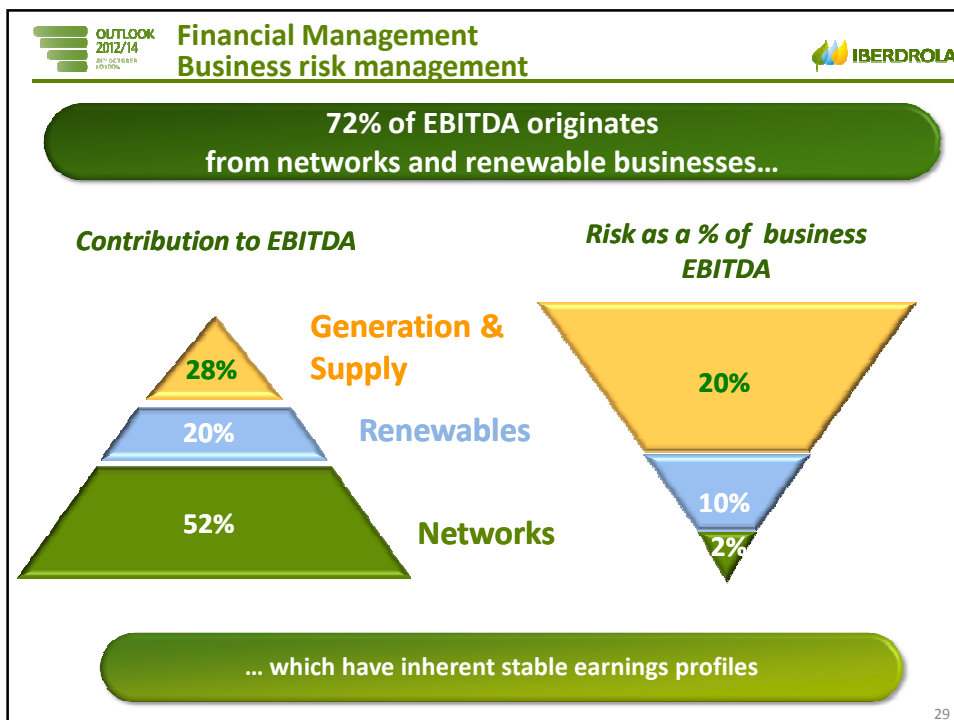 OUTLOOK
2012/14
LONDON
Financial Management
Business risk management
IBERDROLA
72% of EBITDA originates
from networks and renewable businesses…
Contribution to EBITDA
Risk as a % of business
EBITDA
Generation &
Supply
28%
20%
Renewables
20%
10%
Networks
52%
2%
… which have inherent stable earnings profiles
29